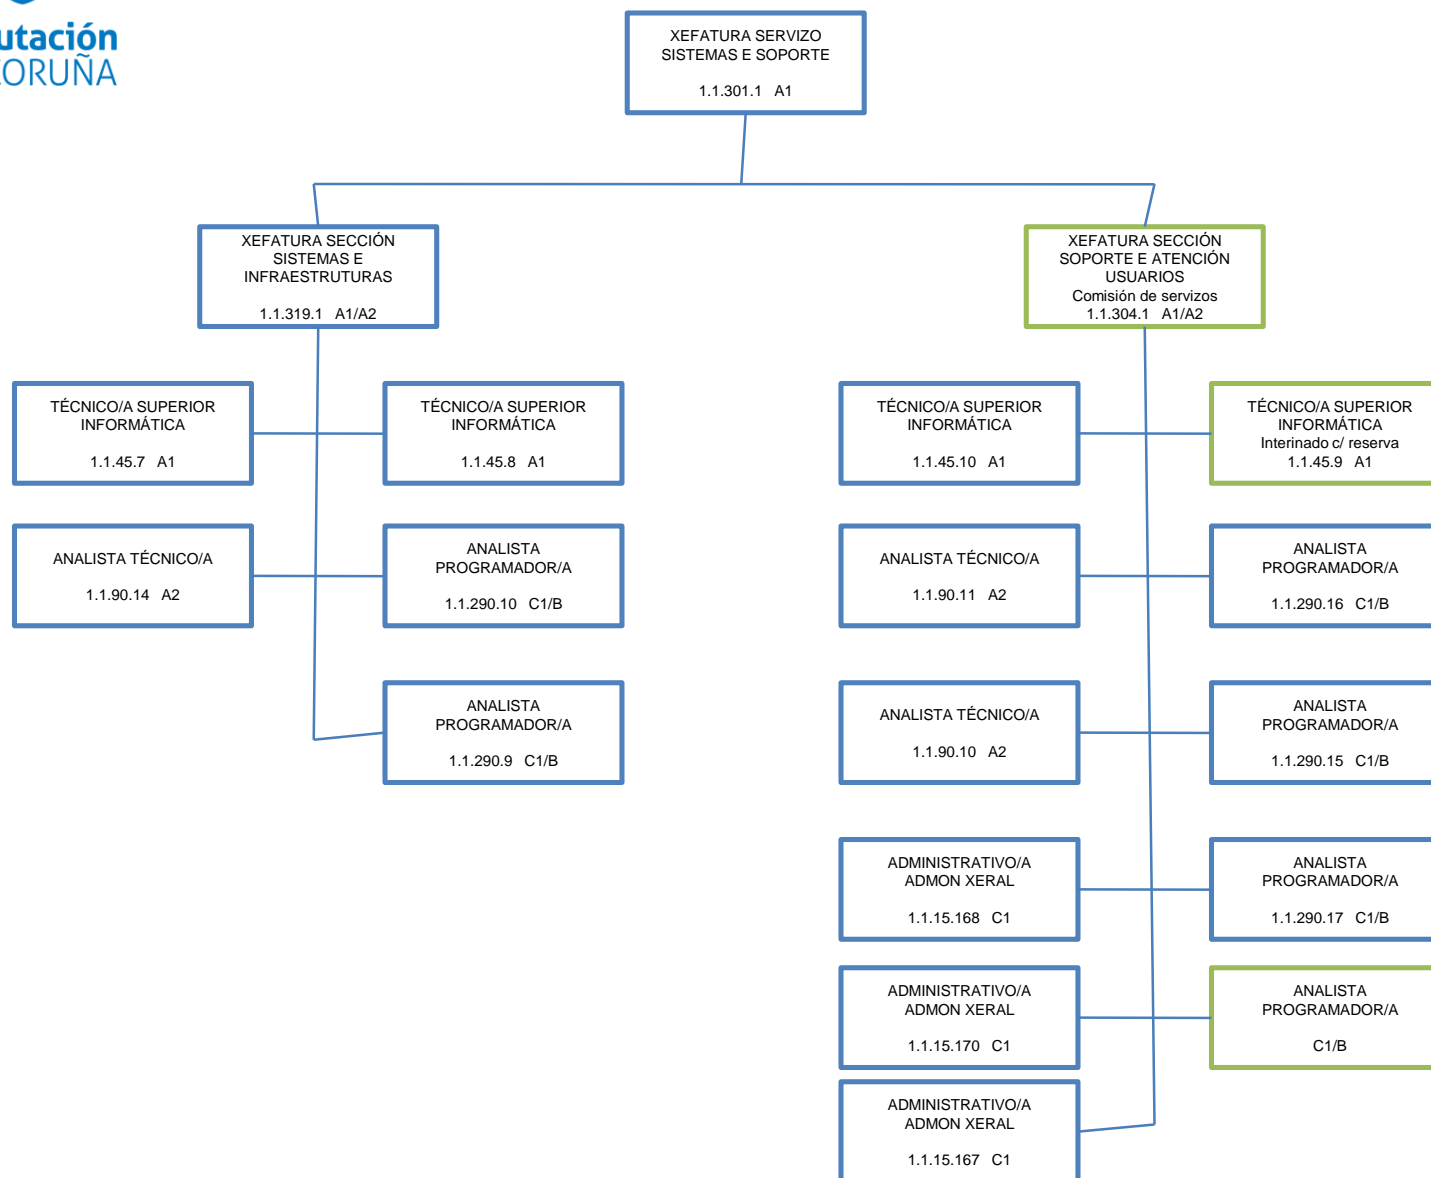 XEFATURA SERVIZO
SISTEMAS E SOPORTE
1.1.301.1 A1
XEFATURA SECCIÓN
SISTEMAS E
INFRAESTRUTURAS
1.1.319.1 A1/A2
XEFATURA SECCIÓN
SOPORTE E ATENCIÓN
USUARIOS
Comisión de servizos
1.1.304.1 A1/A2
TÉCNICO/A SUPERIOR
INFORMÁTICA
1.1.45.7 A1
TÉCNICO/A SUPERIOR
INFORMÁTICA
1.1.45.8 A1
TÉCNICO/A SUPERIOR
INFORMÁTICA
1.1.45.10 A1
TÉCNICO/A SUPERIOR
INFORMÁTICA
Interinado c/ reserva
1.1.45.9 A1
ANALISTA TÉCNICO/A
1.1.90.14 A2
ANALISTA
PROGRAMADOR/A
1.1.290.10 C1/B
ANALISTA TÉCNICO/A
1.1.90.11 A2
ANALISTA
PROGRAMADOR/A
1.1.290.16 C1/B
ANALISTA
PROGRAMADOR/A
1.1.290.9 C1/B
ANALISTA TÉCNICO/A
1.1.90.10 A2
ANALISTA
PROGRAMADOR/A
1.1.290.15 C1/B
ADMINISTRATIVO/A
ADMON XERAL
1.1.15.168 C1
ANALISTA
PROGRAMADOR/A
1.1.290.17 C1/B
ADMINISTRATIVO/A
ADMON XERAL
1.1.15.170 C1
ANALISTA
PROGRAMADOR/A
C1/B
ADMINISTRATIVO/A
ADMON XERAL
1.1.15.167 C1